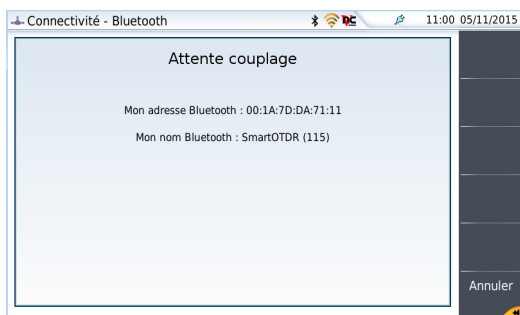 Connectivité - Bluetooth
11:00 05/11/2015
Attente couplage
Mon adresse Bluetooth : 00:1A:7D:DA:71:11
Mon nom Bluetooth : SmartOTDR (115)
Annuler